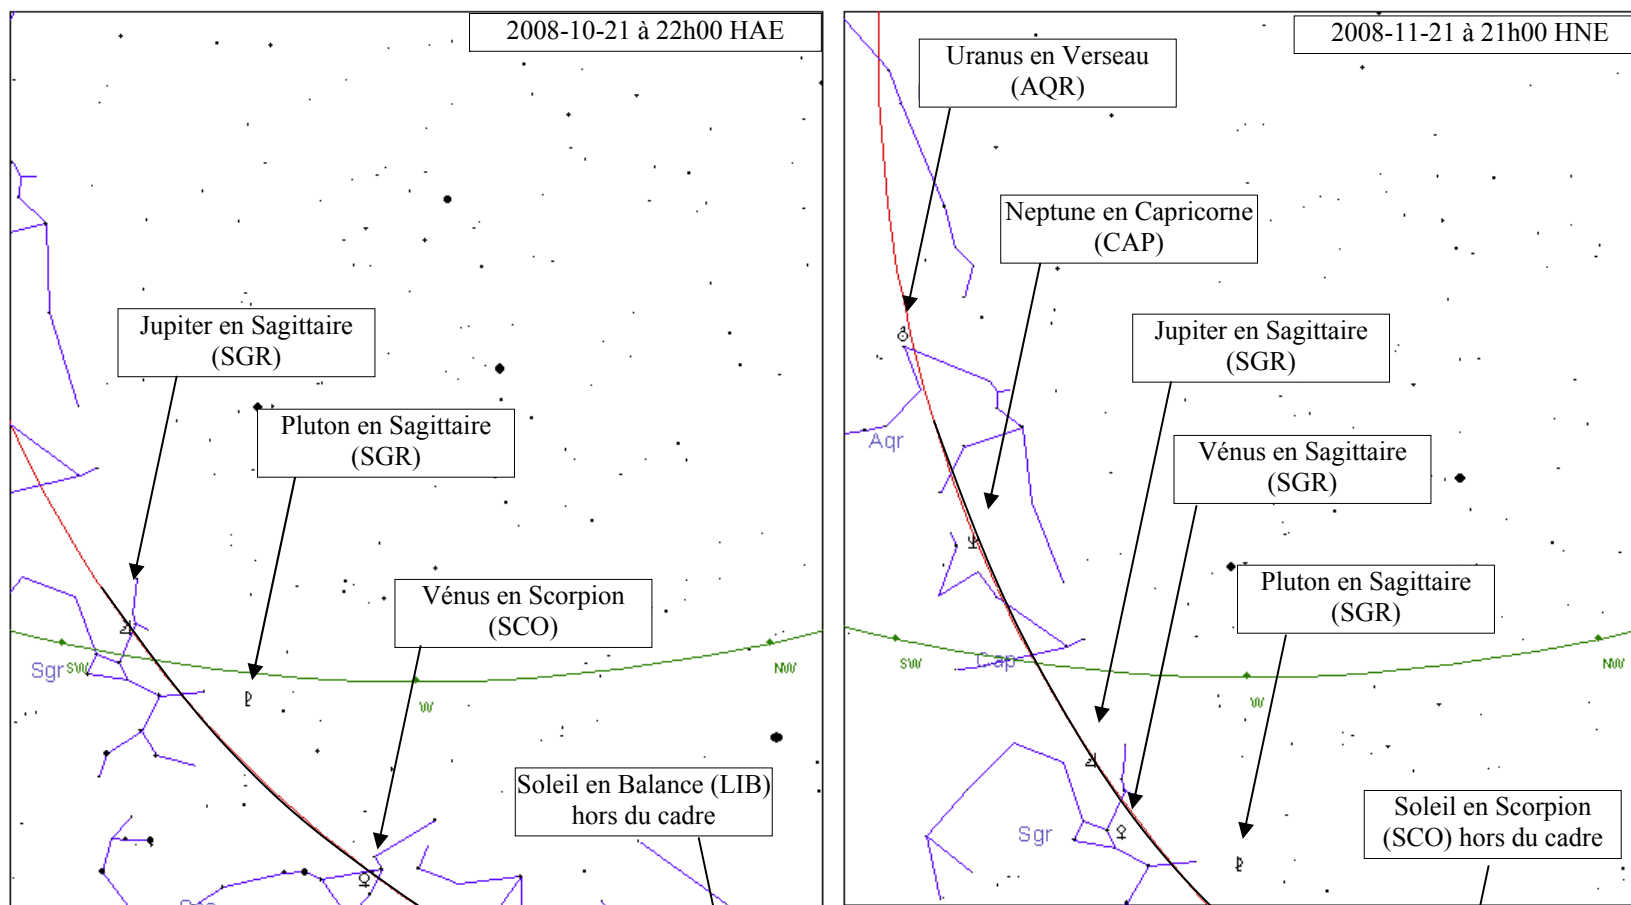 2008-10-21 à 22h00 HAE
Jupiter en Sagittaire
(SGR)
Pluton en Sagittaire
(SGR)
Vénus en Scorpion
(SCO)
Sgr
SW
W
NW
Soleil en Balance (LIB)
hors du cadre
2008-11-21 à 21h00 HNE
Uranus en Verseau
(AQR)
Neptune en Capricorne
(CAP)
Jupiter en Sagittaire
(SGR)
Aqr
Vénus en Sagittaire
(SGR)
Pluton en Sagittaire
(SGR)
SW
Cap
W
NW
Sgr
Soleil en Scorpion
(SCO) hors du cadre